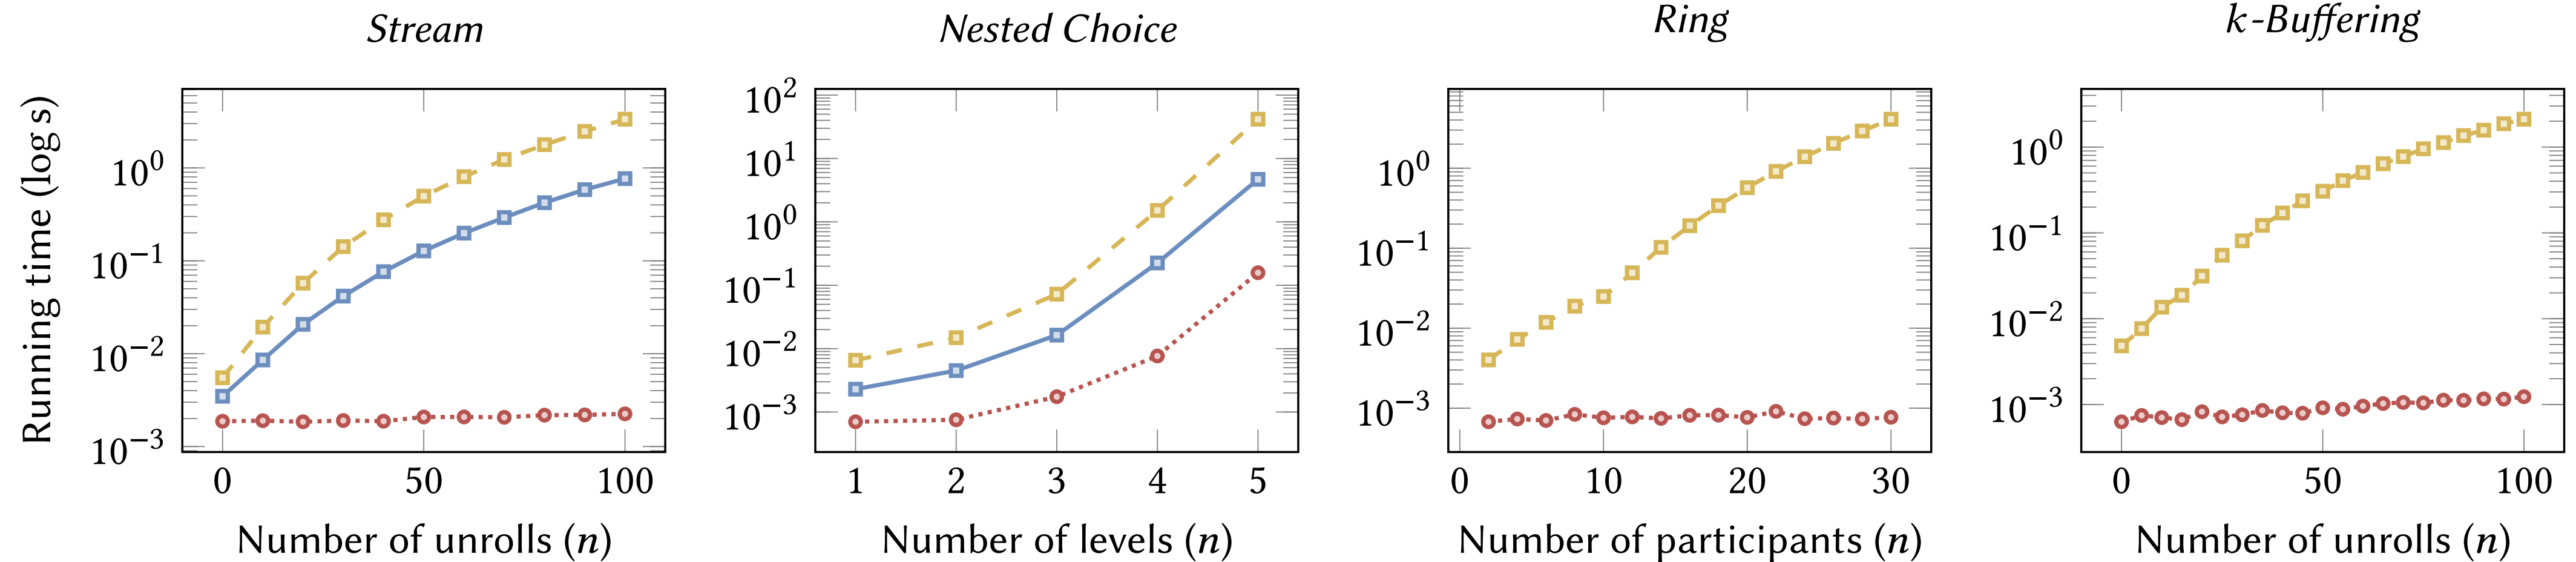 Stream
Nested Choice
Ring
k-Buffering
Running time (log s)
10^0
10^−1
10^−2
10^−3
0 50 100
Number of unrolls (n)
10^2
10^1
10^0
10^−1
10^−2
10^−3
1 2 3 4 5
Number of levels (n)
10^0
10^−1
10^−2
10^−3
0 10 20 30
Number of participants (n)
10^0
10^−1
10^−2
10^−3
0 50 100
Number of unrolls (n)